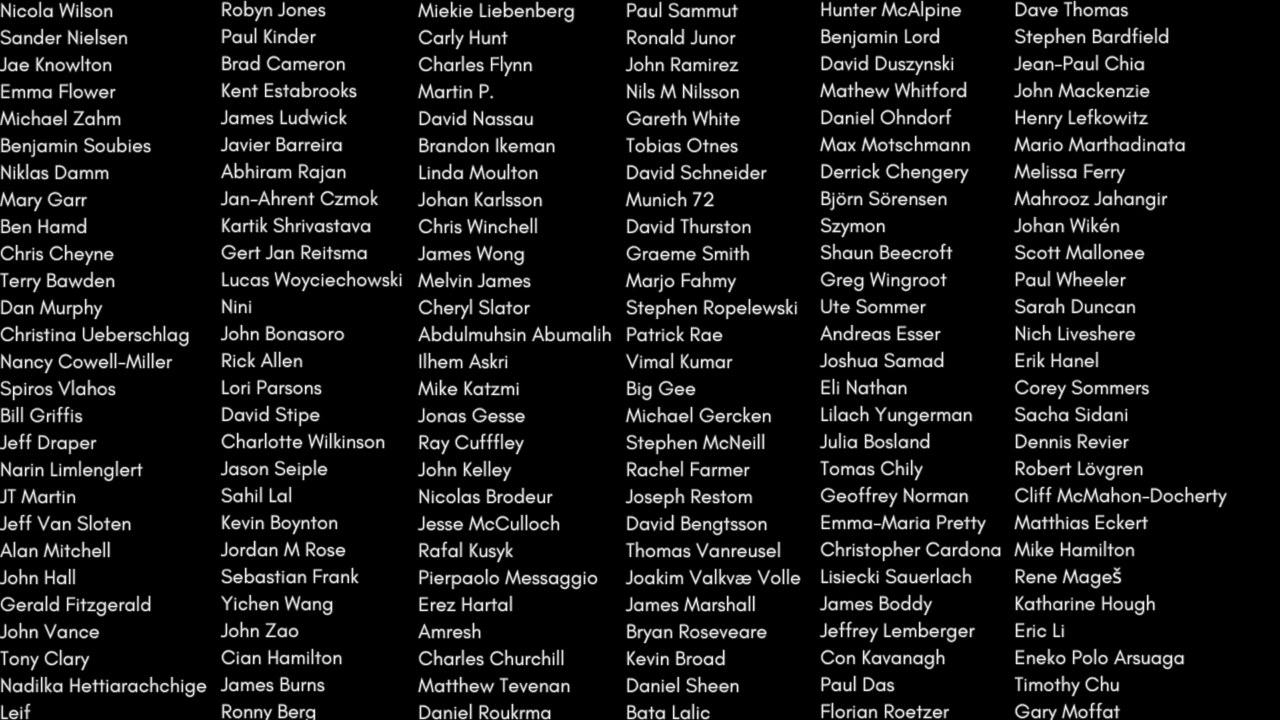 Nicola Wilson
Sander Nielsen
Jae Knowlton
Emma Flower
Michael Zahm
Benjamin Soubies
Niklas Damm
Mary Garr
Ben Hamd
Chris Cheyne
Terry Bawden
Dan Murphy
Christina Ueberschlag
Nancy Cowell-Miller
Spiros Vlahos
Bill Griffis
Jeff Draper
Narin Limlenglert
JT Martin
Jeff Van Sloten
Alan Mitchell
John Hall
Gerald Fitzgerald
John Vance
Tony Clary
Nadilka Hettiarachchige
Leif
Robyn Jones
Paul Kinder
Brad Cameron
Kent Estabrooks
James Ludwick
Javier Barreira
Abhiram Rajan
Jan-Ahrent Czmok
Kartik Shrivastava
Gert Jan Reitsma
Lucas Woyciechowski
Nini
John Bonasoro
Rick Allen
Lori Parsons
David Stipe
Charlotte Wilkinson
Jason Seiple
Sahil Lal
Kevin Boynton
Jordan M Rose
Sebastian Frank
Yichen Wang
John Zao
Cian Hamilton
James Burns
Ronny Berg
Miekie Liebenberg
Carly Hunt
Charles Flynn
Martin P.
David Nassau
Brandon Ikeman
Linda Moulton
Johan Karlsson
Chris Winchell
James Wong
Melvin James
Cheryl Slator
Abdulmuhsin Abumalih
Ilhem Askri
Mike Katzmi
Jonas Gesse
Ray Cufffley
John Kelley
Nicolas Brodeur
Jesse McCulloch
Rafal Kusyk
Pierpaolo Messaggio
Erez Hartal
Amresh
Charles Churchill
Matthew Tevenan
Daniel Roukrma
Paul Sammut
Ronald Junor
John Ramirez
Nils M Nilsson
Gareth White
Tobias Otnes
David Schneider
Munich 72
David Thurston
Graeme Smith
Marjo Fahmy
Stephen Ropelewski
Patrick Rae
Vimal Kumar
Big Gee
Michael Gercken
Stephen McNeill
Rachel Farmer
Joseph Restom
David Bengtsson
Thomas Vanreusel
Joakim Valkvæ Volle
James Marshall
Bryan Roseveare
Kevin Broad
Daniel Sheen
Bata Lalic
Hunter McAlpine
Benjamin Lord
David Duszynski
Mathew Whitford
Daniel Ohndorf
Max Motschmann
Derrick Chengery
Björn Sörensen
Szymon
Shaun Beecroft
Greg Wingroot
Ute Sommer
Andreas Esser
Joshua Samad
Eli Nathan
Lilach Yungerman
Julia Bosland
Tomas Chily
Geoffrey Norman
Emma-Maria Pretty
Christopher Cardona
Lisiecki Sauerlach
James Boddy
Jeffrey Lemberger
Con Kavanagh
Paul Das
Florian Roetzer
Dave Thomas
Stephen Bardfield
Jean-Paul Chia
John Mackenzie
Henry Lefkowitz
Mario Marthadinata
Melissa Ferry
Mahrooz Jahangir
Johan Wikén
Scott Mallonee
Paul Wheeler
Sarah Duncan
Nich Liveshere
Erik Hanel
Corey Sommers
Sacha Sidani
Dennis Revier
Robert Lövgren
Cliff McMahon-Docherty
Matthias Eckert
Mike Hamilton
Rene Mageš
Katharine Hough
Eric Li
Eneko Polo Arsuaga
Timothy Chu
Gary Moffat